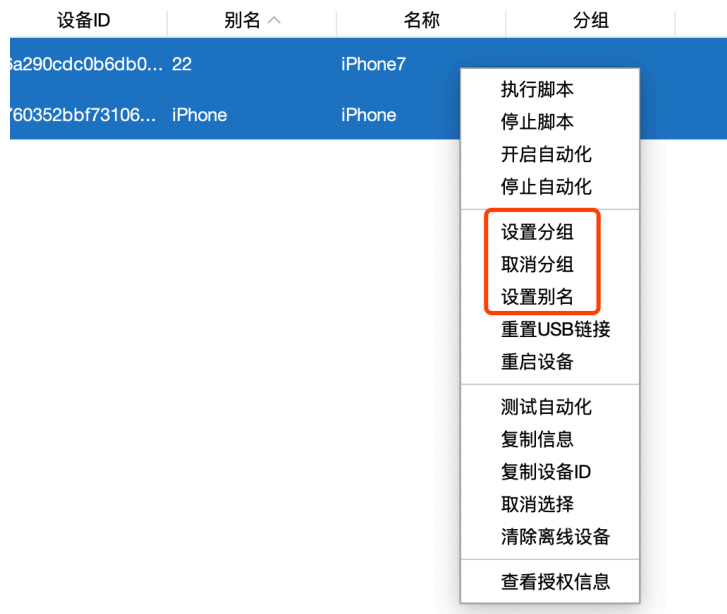 设备ID 别名 名称 分组
6a290cdc0b6db0... 22 iPhone7
760352bbf73106... iPhone iPhone
执行脚本
停止脚本
开启自动化
停止自动化
设置分组
取消分组
设置别名
重置USB链接
重启设备
测试自动化
复制信息
复制设备ID
取消选择
清除离线设备
查看授权信息